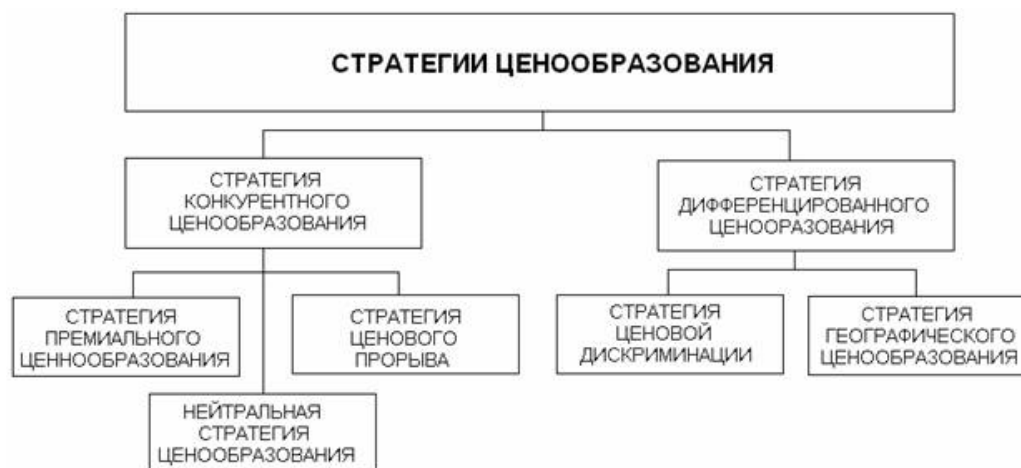 СТРАТЕГИИ ЦЕНООБРАЗОВАНИЯ
СТРАТЕГИЯ
КОНКУРЕНТНОГО
ЦЕНООБРАЗОВАНИЯ
СТРАТЕГИЯ
ДИФФЕРЕНЦИРОВАННОГО
ЦЕНООРАЗОВАНИЯ
СТРАТЕГИЯ
ПРЕМИАЛЬНОГО
ЦЕННООБРАЗОВАНИЯ
СТРАТЕГИЯ
ЦЕНОВОГО
ПРОРЫВА
СТРАТЕГИЯ
ЦЕНОВОЙ
ДИСКРИМИНАЦИИ
СТРАТЕГИЯ
ГЕОГРАФИЧЕСКОГО
ЦЕНООБРАЗОВАНИЯ
НЕЙТРАЛЬНАЯ
СТРАТЕГИЯ
ЦЕНООБРАЗОВАНИЯ